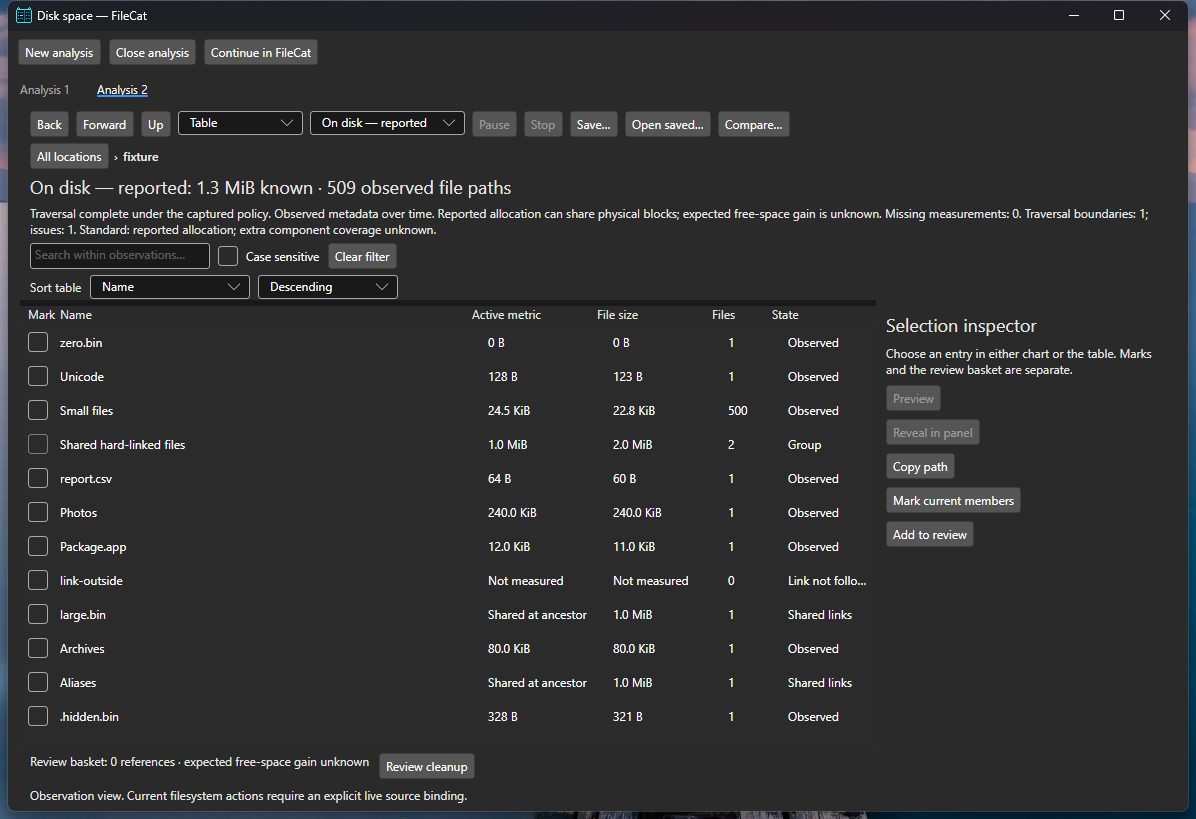 Disk space — FileCat
New analysis Close analysis Continue in FileCat
Analysis 1 Analysis 2
Back Forward Up Table On disk — reported Pause Stop Save... Open saved... Compare...
All locations › fixture
On disk — reported: 1.3 MiB known · 509 observed file paths
Traversal complete under the captured policy. Observed metadata over time. Reported allocation can share physical blocks; expected free-space gain is unknown. Missing measurements: 0. Traversal boundaries: 1;
issues: 1. Standard: reported allocation; extra component coverage unknown.
Search within observations... Case sensitive Clear filter
Sort table Name Descending
Mark Name Active metric File size Files State
zero.bin 0 B 0 B 1 Observed
Unicode 128 B 123 B 1 Observed
Small files 24.5 KiB 22.8 KiB 500 Observed
Shared hard-linked files 1.0 MiB 2.0 MiB 2 Group
report.csv 64 B 60 B 1 Observed
Photos 240.0 KiB 240.0 KiB 1 Observed
Package.app 12.0 KiB 11.0 KiB 1 Observed
link-outside Not measured Not measured 0 Link not follo...
large.bin Shared at ancestor 1.0 MiB 1 Shared links
Archives 80.0 KiB 80.0 KiB 1 Observed
Aliases Shared at ancestor 1.0 MiB 1 Shared links
.hidden.bin 328 B 321 B 1 Observed
Selection inspector
Choose an entry in either chart or the table. Marks
and the review basket are separate.
Preview
Reveal in panel
Copy path
Mark current members
Add to review
Review basket: 0 references · expected free-space gain unknown Review cleanup
Observation view. Current filesystem actions require an explicit live source binding.